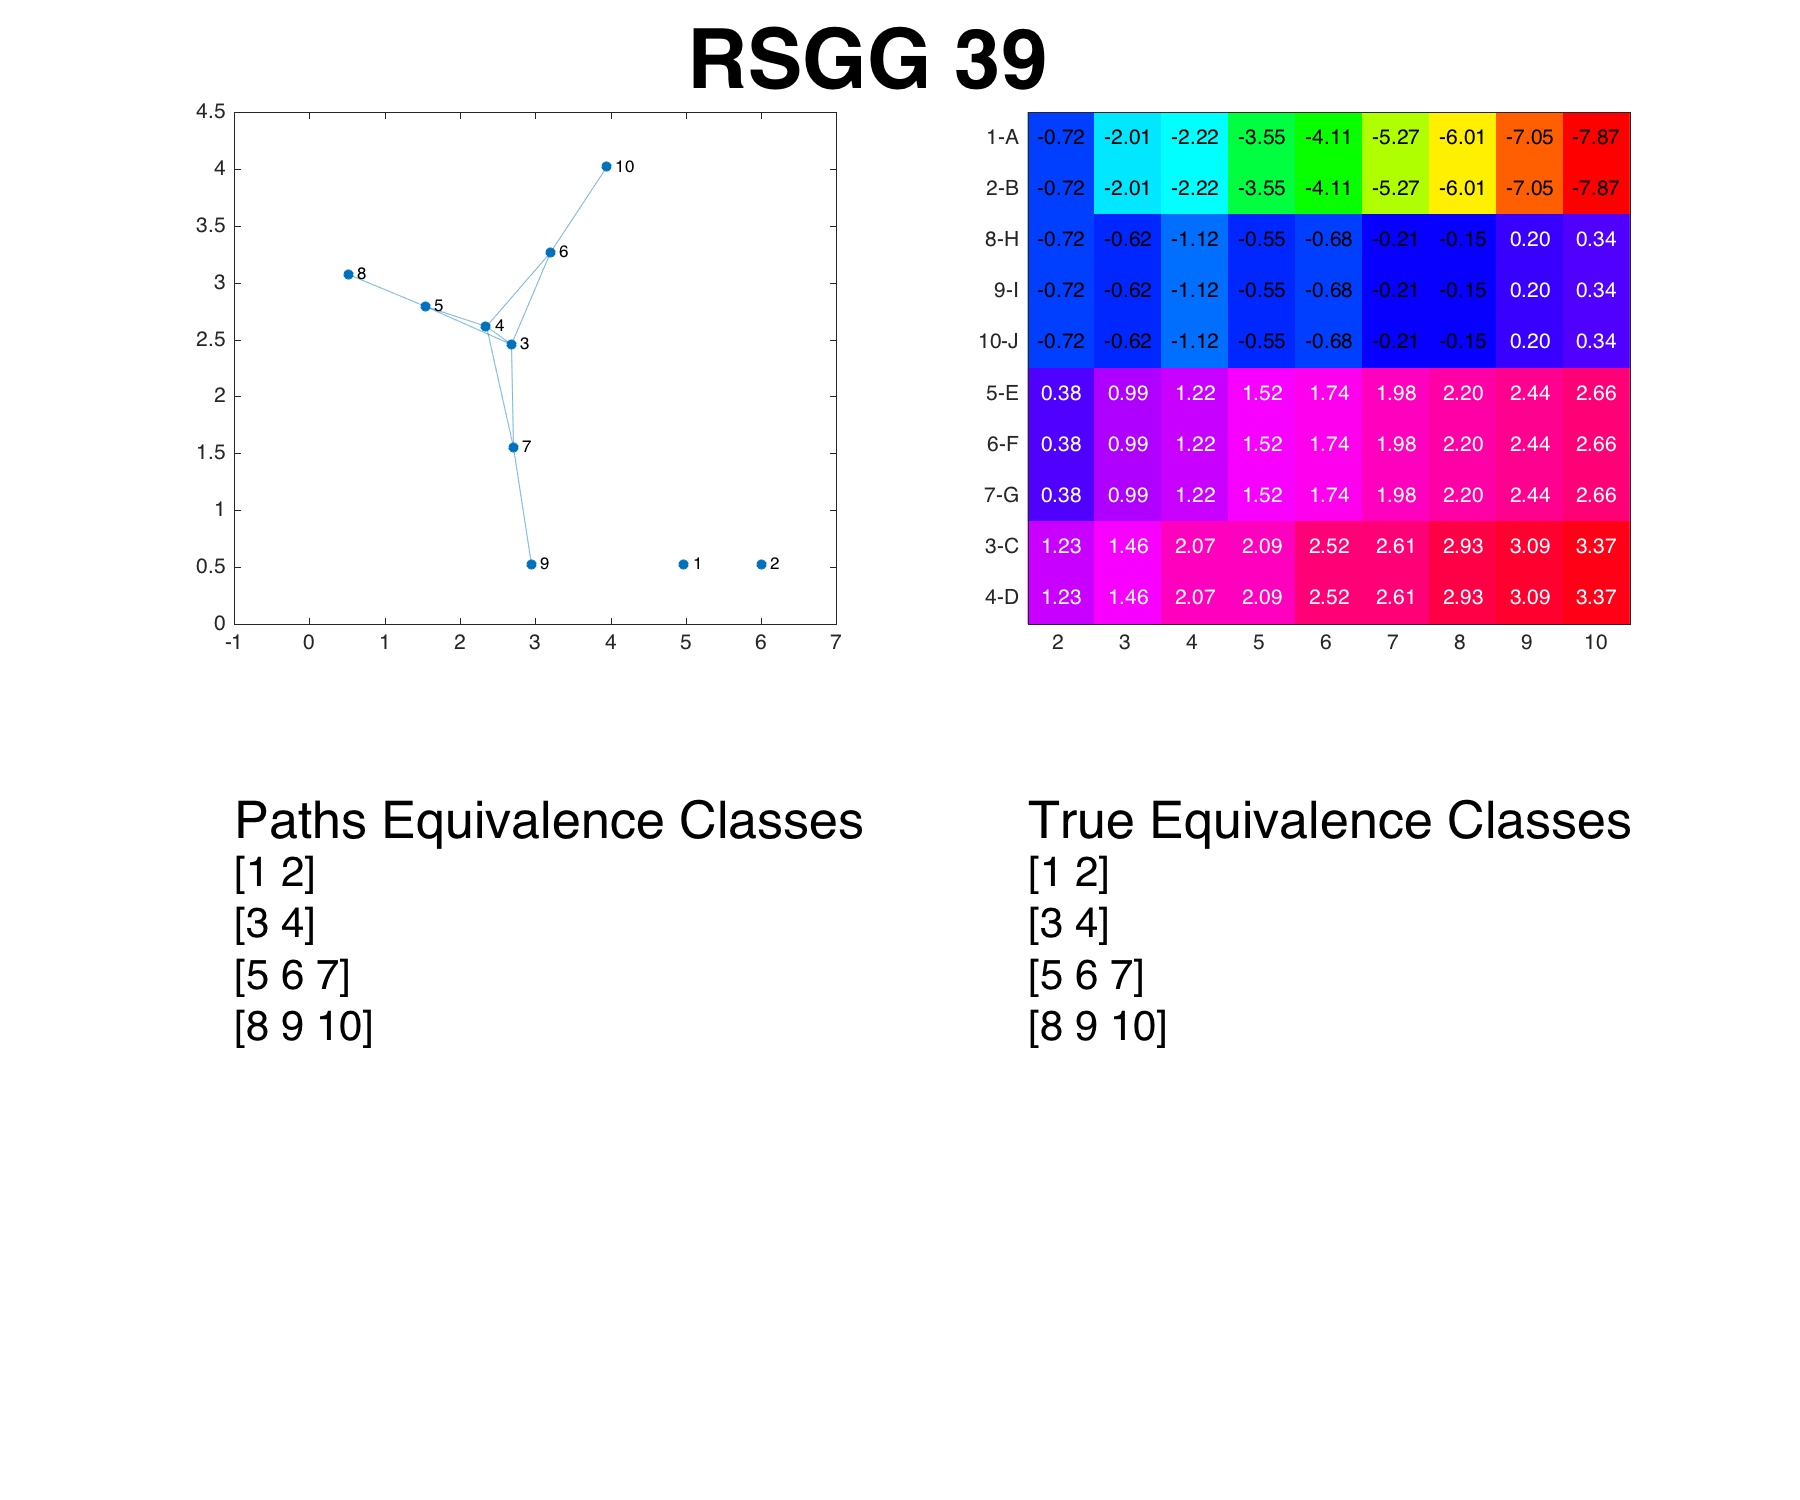 RSGG 39
4.5
4
3.5
3
2.5
2
1.5
1
0.5
0
-1 0 1 2 3 4 5 6 7
10
6
8
5
4
3
7
9
1
2
1-A -0.72 -2.01 -2.22 -3.55 -4.11 -5.27 -6.01 -7.05 -7.87
2-B -0.72 -2.01 -2.22 -3.55 -4.11 -5.27 -6.01 -7.05 -7.87
8-H -0.72 -0.62 -1.12 -0.55 -0.68 -0.21 -0.15 0.20 0.34
9-I -0.72 -0.62 -1.12 -0.55 -0.68 -0.21 -0.15 0.20 0.34
10-J -0.72 -0.62 -1.12 -0.55 -0.68 -0.21 -0.15 0.20 0.34
5-E 0.38 0.99 1.22 1.52 1.74 1.98 2.20 2.44 2.66
6-F 0.38 0.99 1.22 1.52 1.74 1.98 2.20 2.44 2.66
7-G 0.38 0.99 1.22 1.52 1.74 1.98 2.20 2.44 2.66
3-C 1.23 1.46 2.07 2.09 2.52 2.61 2.93 3.09 3.37
4-D 1.23 1.46 2.07 2.09 2.52 2.61 2.93 3.09 3.37
2 3 4 5 6 7 8 9 10
Paths Equivalence Classes
[1 2]
[3 4]
[5 6 7]
[8 9 10]
True Equivalence Classes
[1 2]
[3 4]
[5 6 7]
[8 9 10]